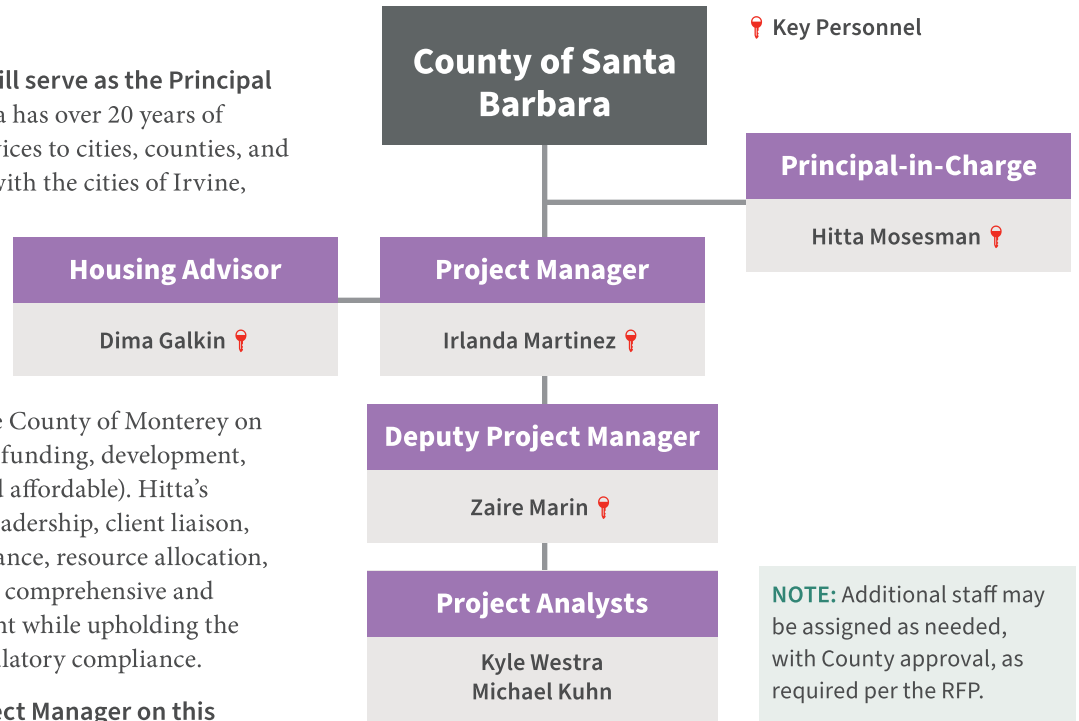 ill serve as the Principal
a has over 20 years of
vices to cities, counties, and
with the cities of Irvine,
County of Santa
Barbara
Key Personnel
Principal-in-Charge
Hitta Mosesman
Housing Advisor
Dima Galkin
Project Manager
Irlanda Martinez
e County of Monterey on
funding, development,
d affordable). Hitta’s
adership, client liaison,
ance, resource allocation,
comprehensive and
nt while upholding the
ulatory compliance.
ect Manager on this
Deputy Project Manager
Zaire Marin
Project Analysts
Kyle Westra
Michael Kuhn
NOTE: Additional staff may
be assigned as needed,
with County approval, as
required per the RFP.